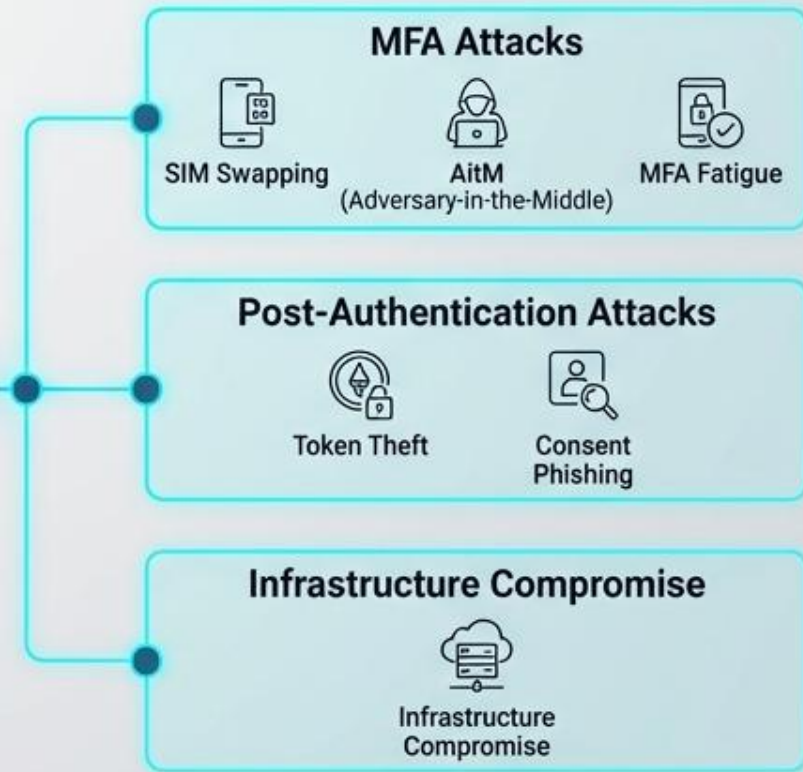 MFA Attacks
SIM Swapping
AitM
(Adversary-in-the-Middle)
MFA Fatigue
Post-Authentication Attacks
Token Theft
Consent
Phishing
Infrastructure Compromise
Infrastructure
Compromise